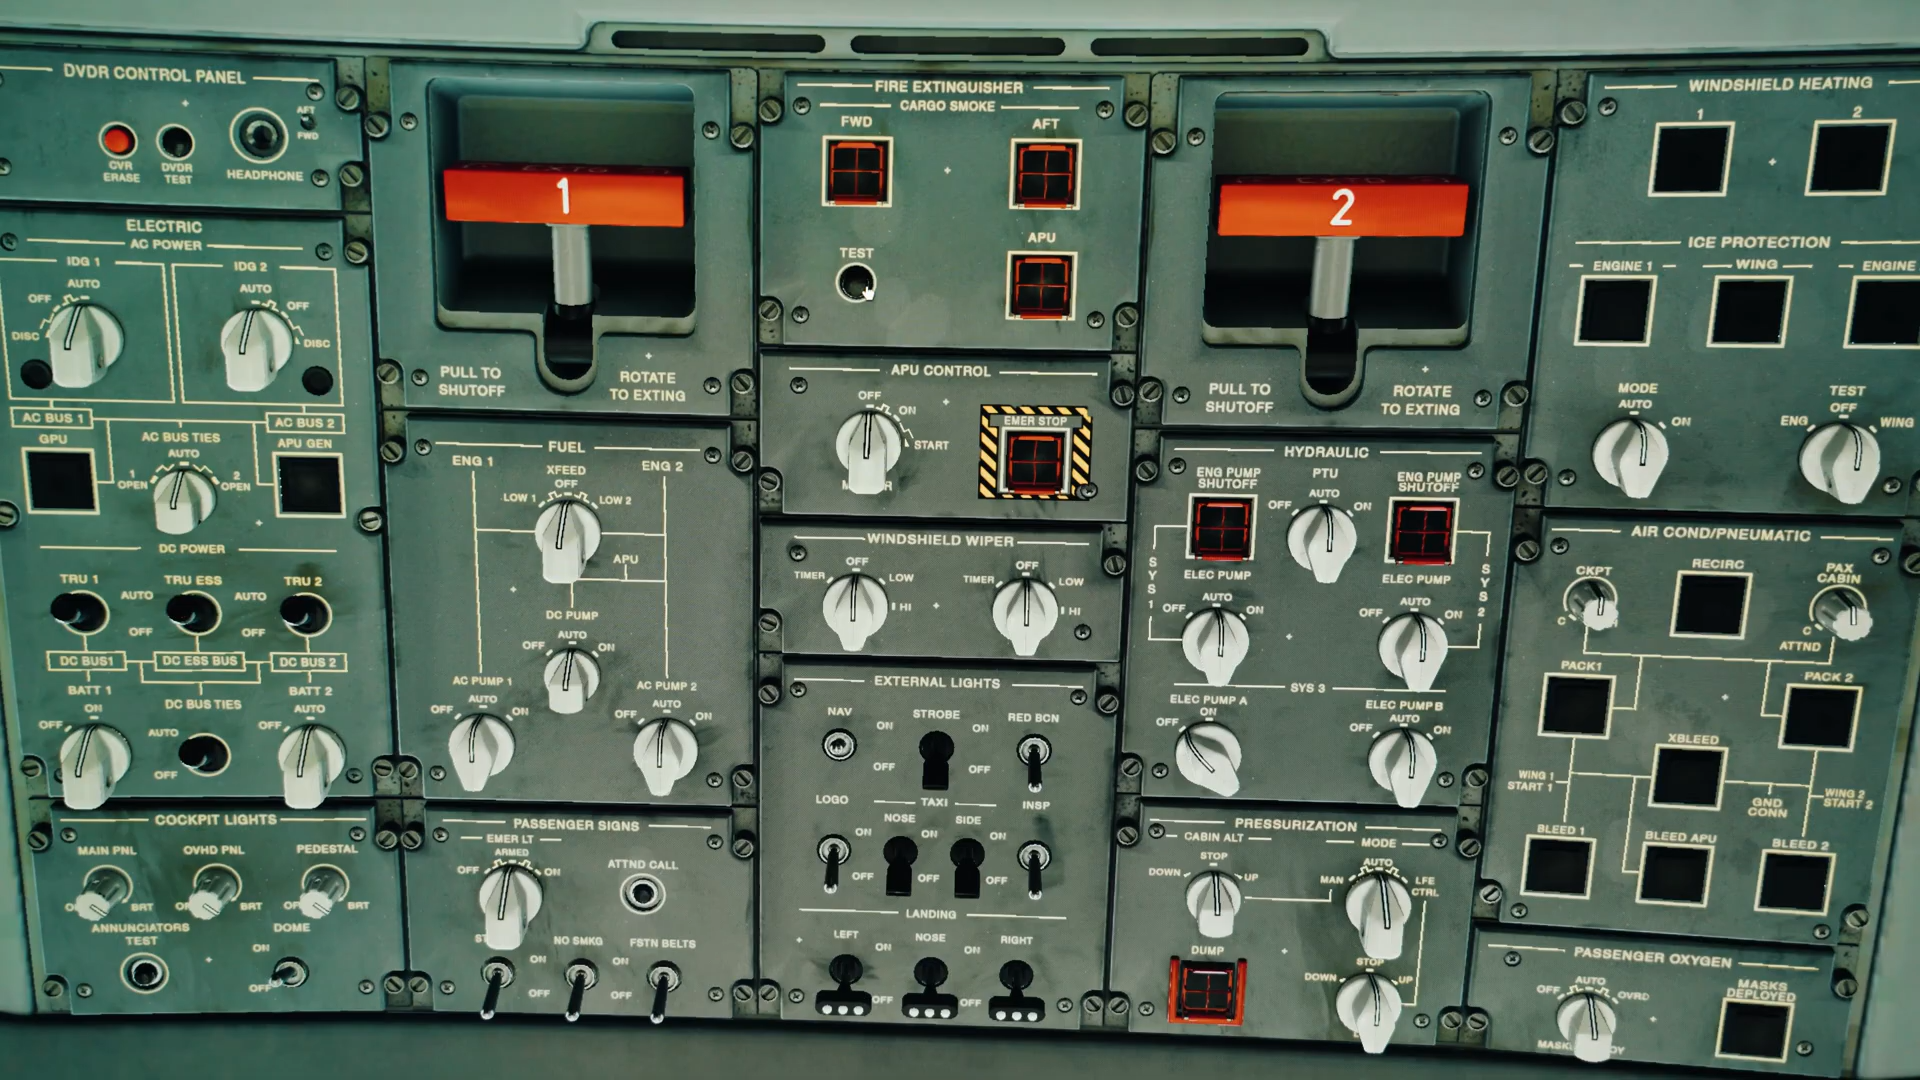 DVDR CONTROL PANEL
AFT
FWD
CVR
ERASE
DVDR
TEST
HEADPHONE
ELECTRIC
AC POWER
IDG 1
IDG 2
AUTO
AUTO
OFF
OFF
DISC
DISC
AC BUS 1
AC BUS 2
GPU
AC BUS TIES
APU GEN
AUTO
1
OPEN
2
OPEN
DC POWER
TRU 1
TRU ESS
TRU 2
AUTO
AUTO
OFF
OFF
DC BUS1
DC ESS BUS
DC BUS 2
BATT 1
DC BUS TIES
BATT 2
ON
AUTO
OFF
AUTO
OFF
OFF
COCKPIT LIGHTS
MAIN PNL
OVHD PNL
PEDESTAL
BRT
BRT
BRT
ANNUNCIATORS
TEST
DOME
ON
OFF
1
PULL TO
SHUTOFF
ROTATE
TO EXTING
FUEL
ENG 1
XFEED
ENG 2
OFF
LOW 1
LOW 2
APU
DC PUMP
AUTO
OFF
ON
AC PUMP 1
AC PUMP 2
AUTO
AUTO
OFF
ON
OFF
ON
PASSENGER SIGNS
EMER LT
ARMED
OFF
ON
ATTND CALL
NO SMKG
FSTN BELTS
ON
ON
OFF
OFF
FIRE EXTINGUISHER
CARGO SMOKE
FWD
AFT
TEST
APU
APU CONTROL
OFF
ON
START
EMER STOP
WINDSHIELD WIPER
OFF
OFF
TIMER
LOW
TIMER
LOW
HI
HI
EXTERNAL LIGHTS
NAV
STROBE
RED BCN
ON
ON
OFF
OFF
LOGO
TAXI
INSP
NOSE
SIDE
ON
ON
ON
OFF
OFF
OFF
LANDING
LEFT
NOSE
RIGHT
ON
ON
OFF
OFF
2
PULL TO
SHUTOFF
ROTATE
TO EXTING
HYDRAULIC
ENG PUMP
SHUTOFF
PTU
ENG PUMP
SHUTOFF
AUTO
OFF
ON
SYS 1
SYS 2
ELEC PUMP
ELEC PUMP
AUTO
AUTO
OFF
ON
OFF
ON
SYS 3
ELEC PUMP A
ELEC PUMP B
ON
AUTO
OFF
OFF
ON
PRESSURIZATION
CABIN ALT
MODE
STOP
AUTO
DOWN
UP
MAN
LFE
CTRL
DUMP
STOP
DOWN
UP
WINDSHIELD HEATING
1
2
ICE PROTECTION
ENGINE 1
WING
ENGINE
MODE
TEST
AUTO
OFF
ON
ENG
WING
AIR COND/PNEUMATIC
CKPT
RECIRC
PAX
CABIN
C
C
ATTND
PACK1
PACK 2
XBLEED
WING 1
START 1
GND
CONN
WING 2
START 2
BLEED 1
BLEED APU
BLEED 2
PASSENGER OXYGEN
AUTO
OFF
OVRD
MASKS
DEPLOYED